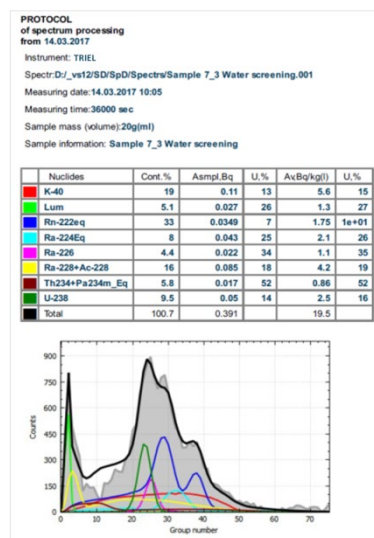 PROTOCOL
of spectrum processing
from 14.03.2017
Instrument: TRIEL
Spectr:D:/_vs12/SD/SpD/Spectrs/Sample 7_3 Water screening.001
Measuring date:14.03.2017 10:05
Measuring time:36000 sec
Sample mass (volume):20g(ml)
Sample information: Sample 7_3 Water screening
Nuclides Cont.% Asmpl,Bq U,% Av,Bq/kg(l) U,%
K-40 19 0.11 13 5.6 15
Lum 5.1 0.027 26 1.3 27
Rn-222eq 33 0.0349 7 1.75 1e+01
Ra-224Eq 8 0.043 25 2.1 26
Ra-226 4.4 0.022 34 1.1 35
Ra-228+Ac-228 16 0.085 18 4.2 19
Th234+Pa234m_Eq 5.8 0.017 52 0.86 52
U-238 9.5 0.05 14 2.5 16
Total 100.7 0.391 19.5
900
750
600
450
300
150
0
Counts
0 10 20 30 40 50 60 70
Group number